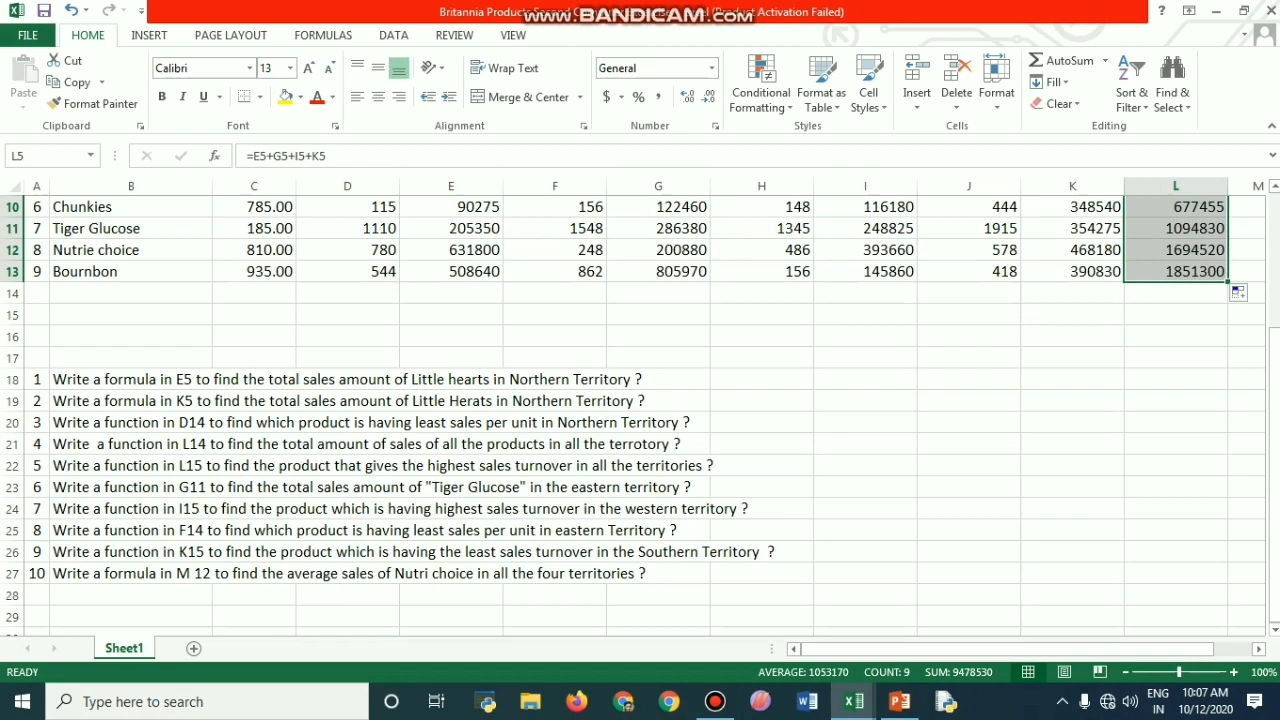 Britannia Products Second C
www.BANDICAM.com
(Product Activation Failed)
FILE HOME INSERT PAGE LAYOUT FORMULAS DATA REVIEW VIEW
Paste Cut Copy Format Painter Clipboard
Calibri 13 B I U A Font
Wrap Text Merge & Center Alignment
General $ % , Number
Conditional Formatting Format as Table Cell Styles Styles
Insert Delete Format Cells
AutoSum Fill Clear Sort & Filter Find & Select Editing
L5 fx =E5+G5+I5+K5
A B C D E F G H I J K L M
10 6 Chunkies 785.00 115 90275 156 122460 148 116180 444 348540 677455
11 7 Tiger Glucose 185.00 1110 205350 1548 286380 1345 248825 1915 354275 1094830
12 8 Nutrie choice 810.00 780 631800 248 200880 486 393660 578 468180 1694520
13 9 Bournbon 935.00 544 508640 862 805970 156 145860 418 390830 1851300
14
15
16
17
18 1 Write a formula in E5 to find the total sales amount of Little hearts in Northern Territory ?
19 2 Write a formula in K5 to find the total sales amount of Little Herats in Northern Territory ?
20 3 Write a function in D14 to find which product is having least sales per unit in Northern Territory ?
21 4 Write a function in L14 to find the total amount of sales of all the products in all the terrotory ?
22 5 Write a function in L15 to find the product that gives the highest sales turnover in all the territories ?
23 6 Write a function in G11 to find the total sales amount of "Tiger Glucose" in the eastern territory ?
24 7 Write a function in I15 to find the product which is having highest sales turnover in the western territory ?
25 8 Write a function in F14 to find which product is having least sales per unit in eastern Territory ?
26 9 Write a function in K15 to find the product which is having the least sales turnover in the Southern Territory ?
27 10 Write a formula in M 12 to find the average sales of Nutri choice in all the four territories ?
28
29
Sheet1
READY AVERAGE: 1053170 COUNT: 9 SUM: 9478530 100%
Type here to search
ENG IN
10:07 AM
10/12/2020